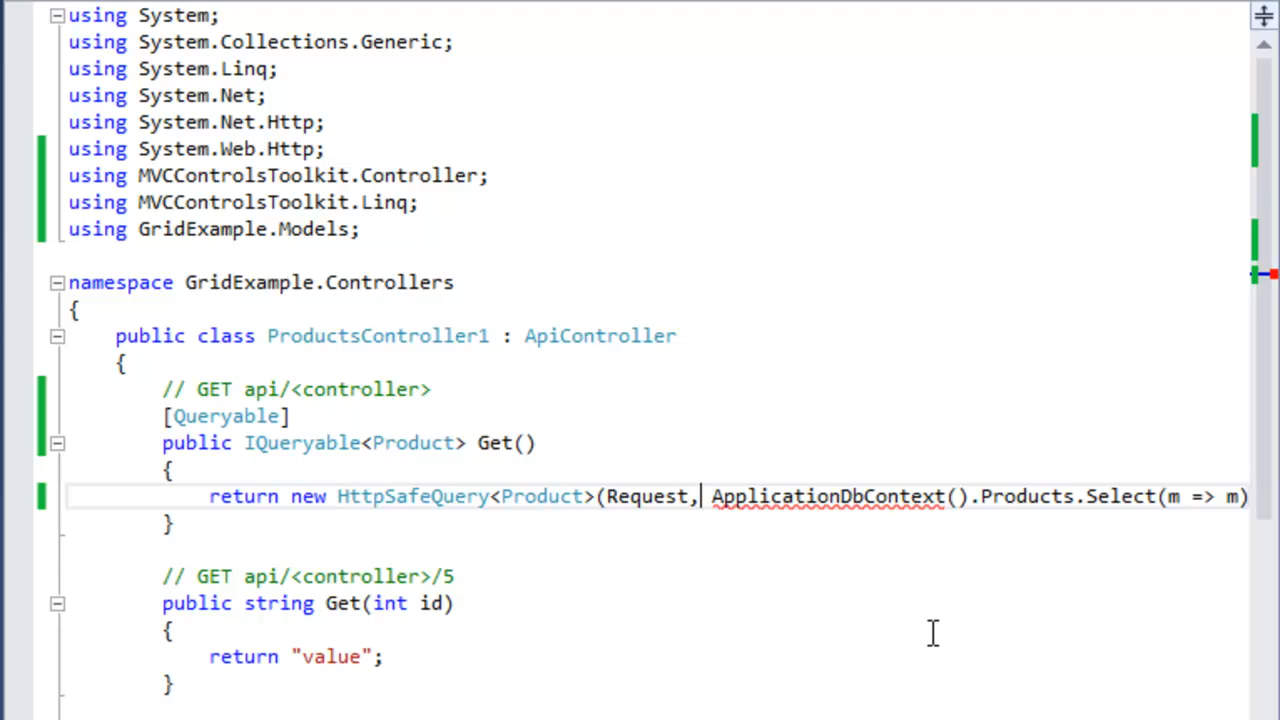 using System;
using System.Collections.Generic;
using System.Linq;
using System.Net;
using System.Net.Http;
using System.Web.Http;
using MVCControlsToolkit.Controller;
using MVCControlsToolkit.Linq;
using GridExample.Models;
namespace GridExample.Controllers
{
public class ProductsController1 : ApiController
{
// GET api/<controller>
[Queryable]
public IQueryable<Product> Get()
{
return new HttpSafeQuery<Product>(Request, ApplicationDbContext().Products.Select(m => m)
}
// GET api/<controller>/5
public string Get(int id)
{
return "value";
}